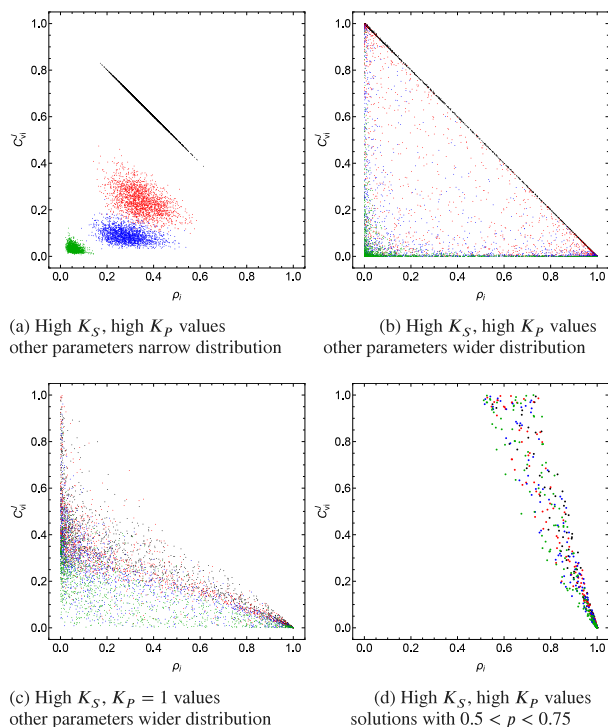 1.0
0.8
0.6
0.4
0.2
0.0
C_{vi}^J
0.0 0.2 0.4 0.6 0.8 1.0
ρ_i
(a) High K_S, high K_P values
other parameters narrow distribution
1.0
0.8
0.6
0.4
0.2
0.0
C_{vi}^J
0.0 0.2 0.4 0.6 0.8 1.0
ρ_i
(b) High K_S, high K_P values
other parameters wider distribution
1.0
0.8
0.6
0.4
0.2
0.0
C_{vi}^J
0.0 0.2 0.4 0.6 0.8 1.0
ρ_i
(c) High K_S, K_P = 1 values
other parameters wider distribution
1.0
0.8
0.6
0.4
0.2
0.0
C_{vi}^J
0.0 0.2 0.4 0.6 0.8 1.0
ρ_i
(d) High K_S, high K_P values
solutions with 0.5 < p < 0.75